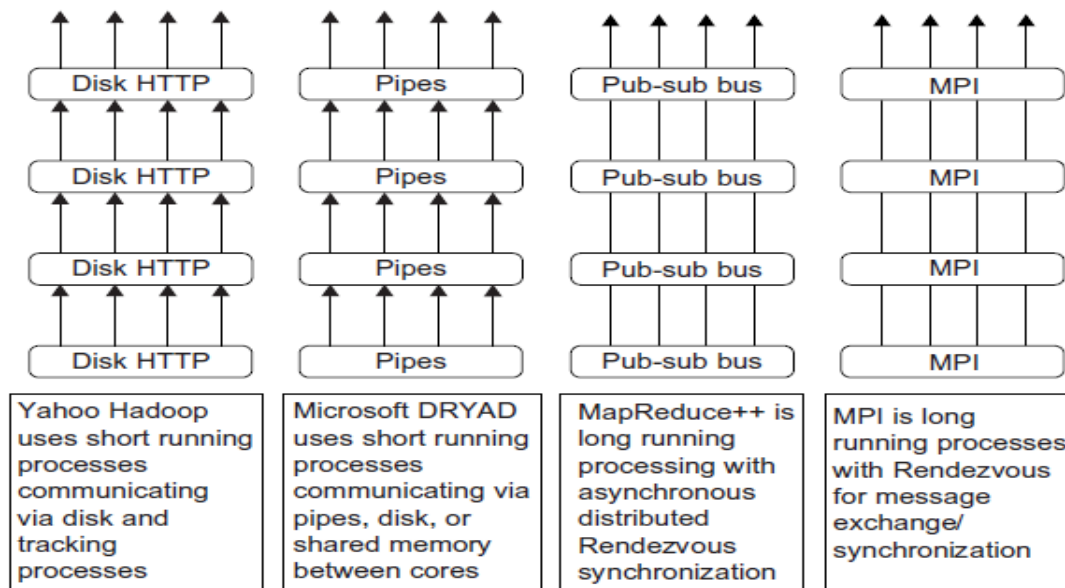 Disk HTTP
Disk HTTP
Disk HTTP
Disk HTTP
Yahoo Hadoop
uses short running
processes
communicating
via disk and
tracking
processes
Pipes
Pipes
Pipes
Pipes
Microsoft DRYAD
uses short running
processes
communicating via
pipes, disk, or
shared memory
between cores
Pub-sub bus
Pub-sub bus
Pub-sub bus
Pub-sub bus
MapReduce++ is
long running
processing with
asynchronous
distributed
Rendezvous
synchronization
MPI
MPI
MPI
MPI
MPI is long
running processes
with Rendezvous
for message
exchange/
synchronization